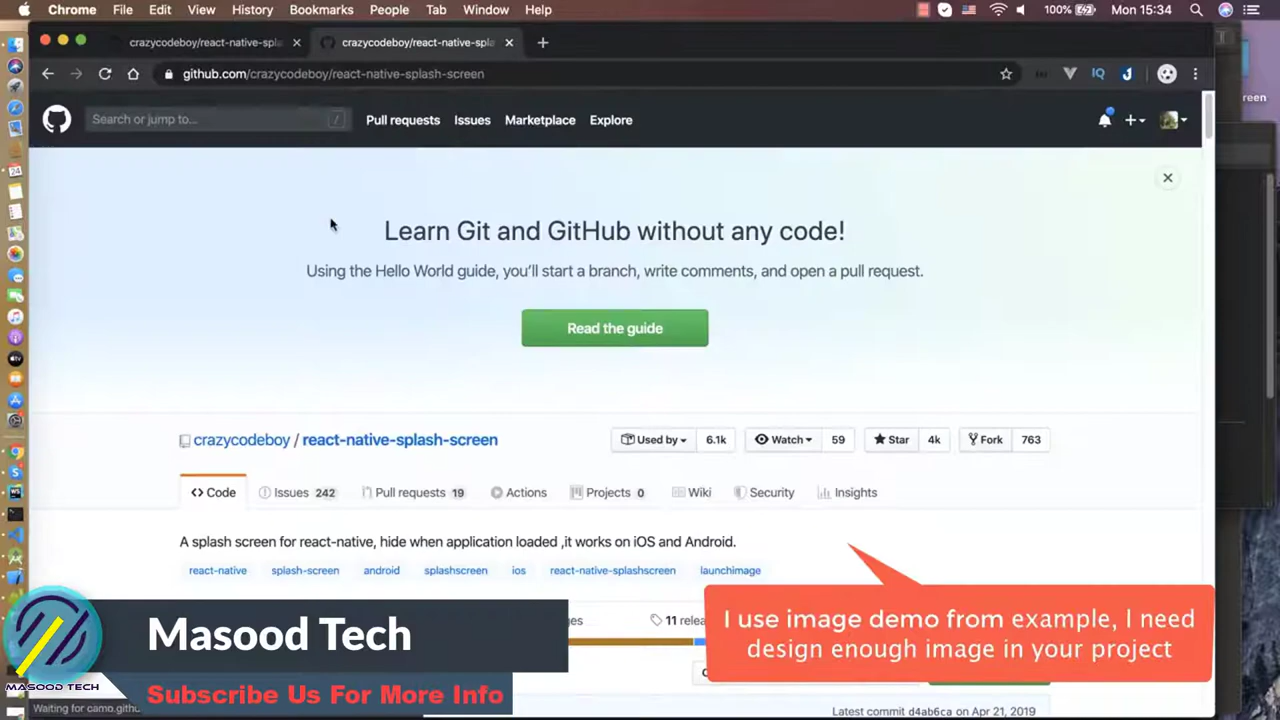 Chrome File Edit View History Bookmarks People Tab Window Help 100% Mon 15:34
crazycodeboy/react-native-spl crazycodeboy/react-native-spla
github.com/crazycodeboy/react-native-splash-screen
IQ
reen
Search or jump to... / Pull requests Issues Marketplace Explore
Learn Git and GitHub without any code!
Using the Hello World guide, you'll start a branch, write comments, and open a pull request.
Read the guide
crazycodeboy / react-native-splash-screen Used by 6.1k Watch 59 Star 4k Fork 763
Code Issues 242 Pull requests 19 Actions Projects 0 Wiki Security Insights
A splash screen for react-native, hide when application loaded ,it works on iOS and Android.
react-native splash-screen android splashscreen ios react-native-splashscreen launchimage
11 relea
I use image demo from example, I need
design enough image in your project
Masood Tech
MASOOD TECH
Subscribe Us For More Info
Waiting for camo.githu
Latest commit d4ab6ca on Apr 21, 2019